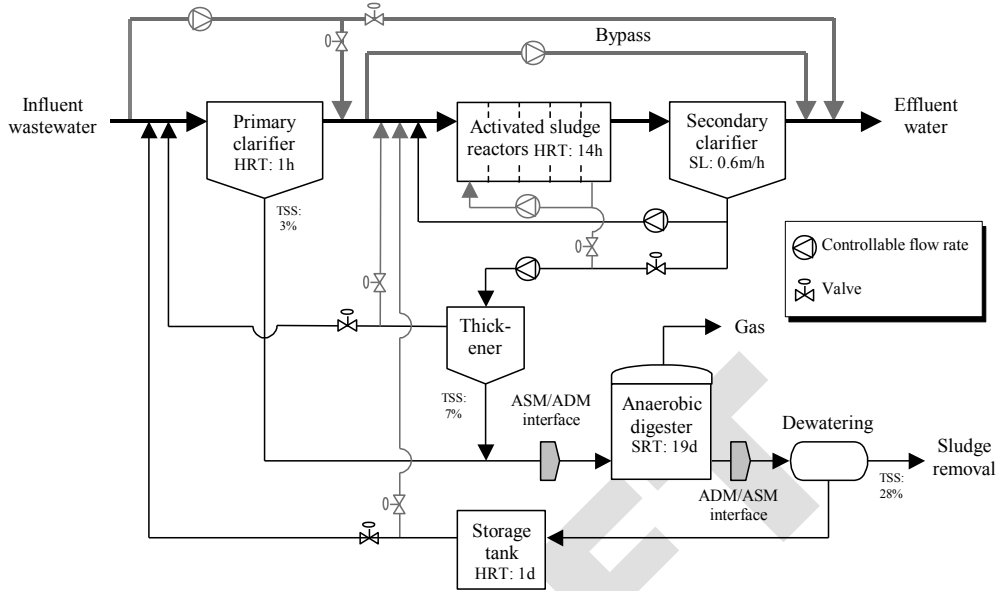 Bypass
Influent
wastewater
Primary
clarifier
HRT: 1h
Activated sludge
reactors HRT: 14h
Secondary
clarifier
SL: 0.6m/h
Effluent
water
TSS:
3%
Controllable flow rate
Valve
Thick-
ener
Gas
TSS:
7%
ASM/ADM
interface
Anaerobic
digester
SRT: 19d
Dewatering
Sludge
removal
TSS:
28%
ADM/ASM
interface
Storage
tank
HRT: 1d